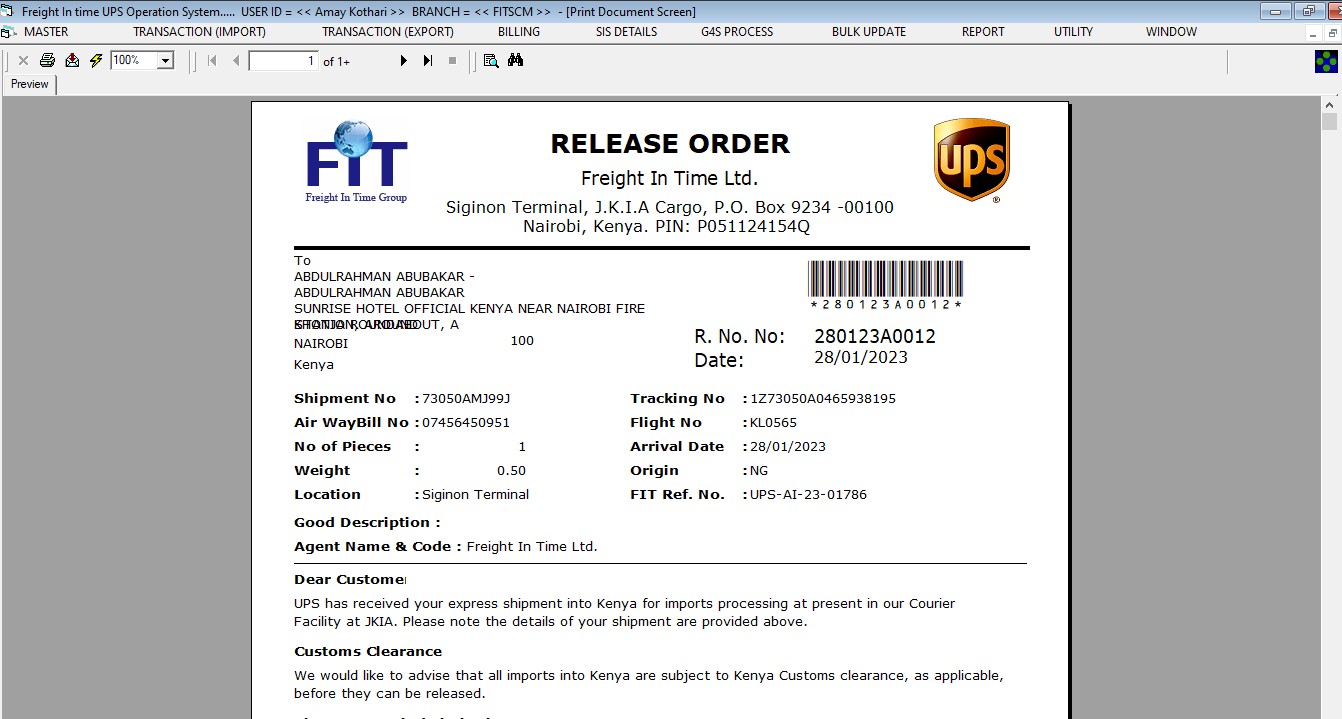 Freight In time UPS Operation System..... USER ID = << Amay Kothari >> BRANCH = << FITSCM >> - [Print Document Screen]
MASTER TRANSACTION (IMPORT) TRANSACTION (EXPORT) BILLING SIS DETAILS G4S PROCESS BULK UPDATE REPORT UTILITY WINDOW
100% 1 of 1+
Preview
FIT
Freight In Time Group
RELEASE ORDER
Freight In Time Ltd.
Siginon Terminal, J.K.I.A Cargo, P.O. Box 9234 -00100
Nairobi, Kenya. PIN: P051124154Q
ups
®
To
ABDULRAHMAN ABUBAKAR -
ABDULRAHMAN ABUBAKAR
SUNRISE HOTEL OFFICIAL KENYA NEAR NAIROBI FIRE
OUT, A
NAIROBI 100
Kenya
*280123A0012*
R. No. No: 280123A0012
Date: 28/01/2023
Shipment No : 73050AMJ99J Tracking No : 1Z73050A0465938195
Air WayBill No : 07456450951 Flight No : KL0565
No of Pieces : 1 Arrival Date : 28/01/2023
Weight : 0.50 Origin : NG
Location : Siginon Terminal FIT Ref. No. : UPS-AI-23-01786
Good Description :
Agent Name & Code : Freight In Time Ltd.
Dear Customer
UPS has received your express shipment into Kenya for imports processing at present in our Courier
Facility at JKIA. Please note the details of your shipment are provided above.
Customs Clearance
We would like to advise that all imports into Kenya are subject to Kenya Customs clearance, as applicable,
before they can be released.